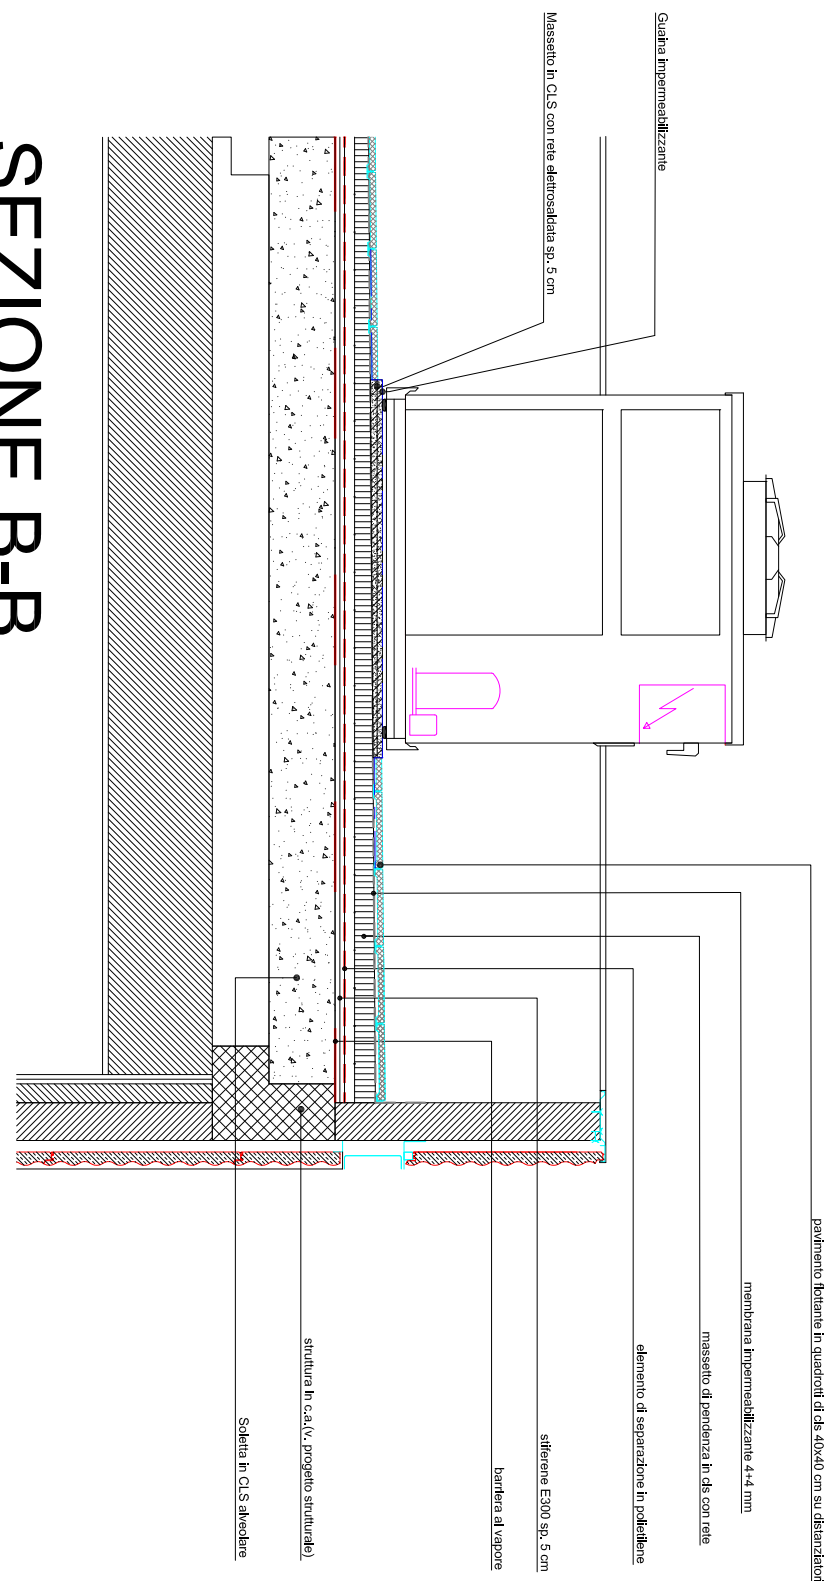 Guaina impermeabilizzante
Massetto in CLS con rete elettrosaldata sp. 5 cm
pavimento flottante in quadrotti di cls 40x40 cm su distanziatori
membrana impermeabilizzante 4+4 mm
massetto di pendenza in cls con rete
elemento di separazione in polietilene
stiferene E300 sp. 5 cm
barriera al vapore
struttura in c.a.(v. progetto strutturale)
Soletta in CLS alveolare
SEZIONE B-B